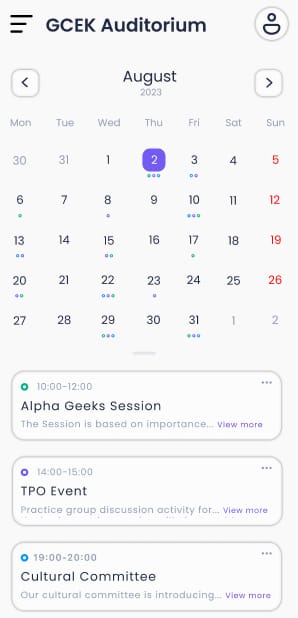 GCEK Auditorium
August
2023
Mon Tue Wed Thu Fri Sat Sun
30 31 1 2 3 4 5
6 7 8 9 10 11 12
13 14 15 16 17 18 19
20 21 22 23 24 25 26
27 28 29 30 31 1 2
10:00-12:00
Alpha Geeks Session
The Session is based on importance... View more
14:00-15:00
TPO Event
Practice group discussion activity for... View more
19:00-20:00
Cultural Committee
Our cultural committee is introducing... View more